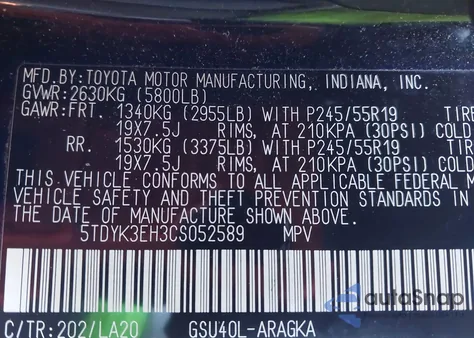 MFD.BY:TOYOTA MOTOR MANUFACTURING, INDIANA, INC.
GVWR:2630KG (5800LB)
GAWR:FRT. 1340KG (2955LB) WITH P245/55R19 TIRE
19X7.5J RIMS, AT 210KPA (30PSI) COLD
RR. 1530KG (3375LB) WITH P245/55R19 TIRE
19X7.5J RIMS, AT 210KPA (30PSI) COLD
THIS VEHICLE CONFORMS TO ALL APPLICABLE
VEHICLE SAFETY AND THEFT PREVENTION STANDARDS IN
THE DATE OF MANUFACTURE SHOWN ABOVE.
5TDYK3EH3CS052589 MPV
autoSnap
C/TR:202/LA20 GSU40L-ARAGKA